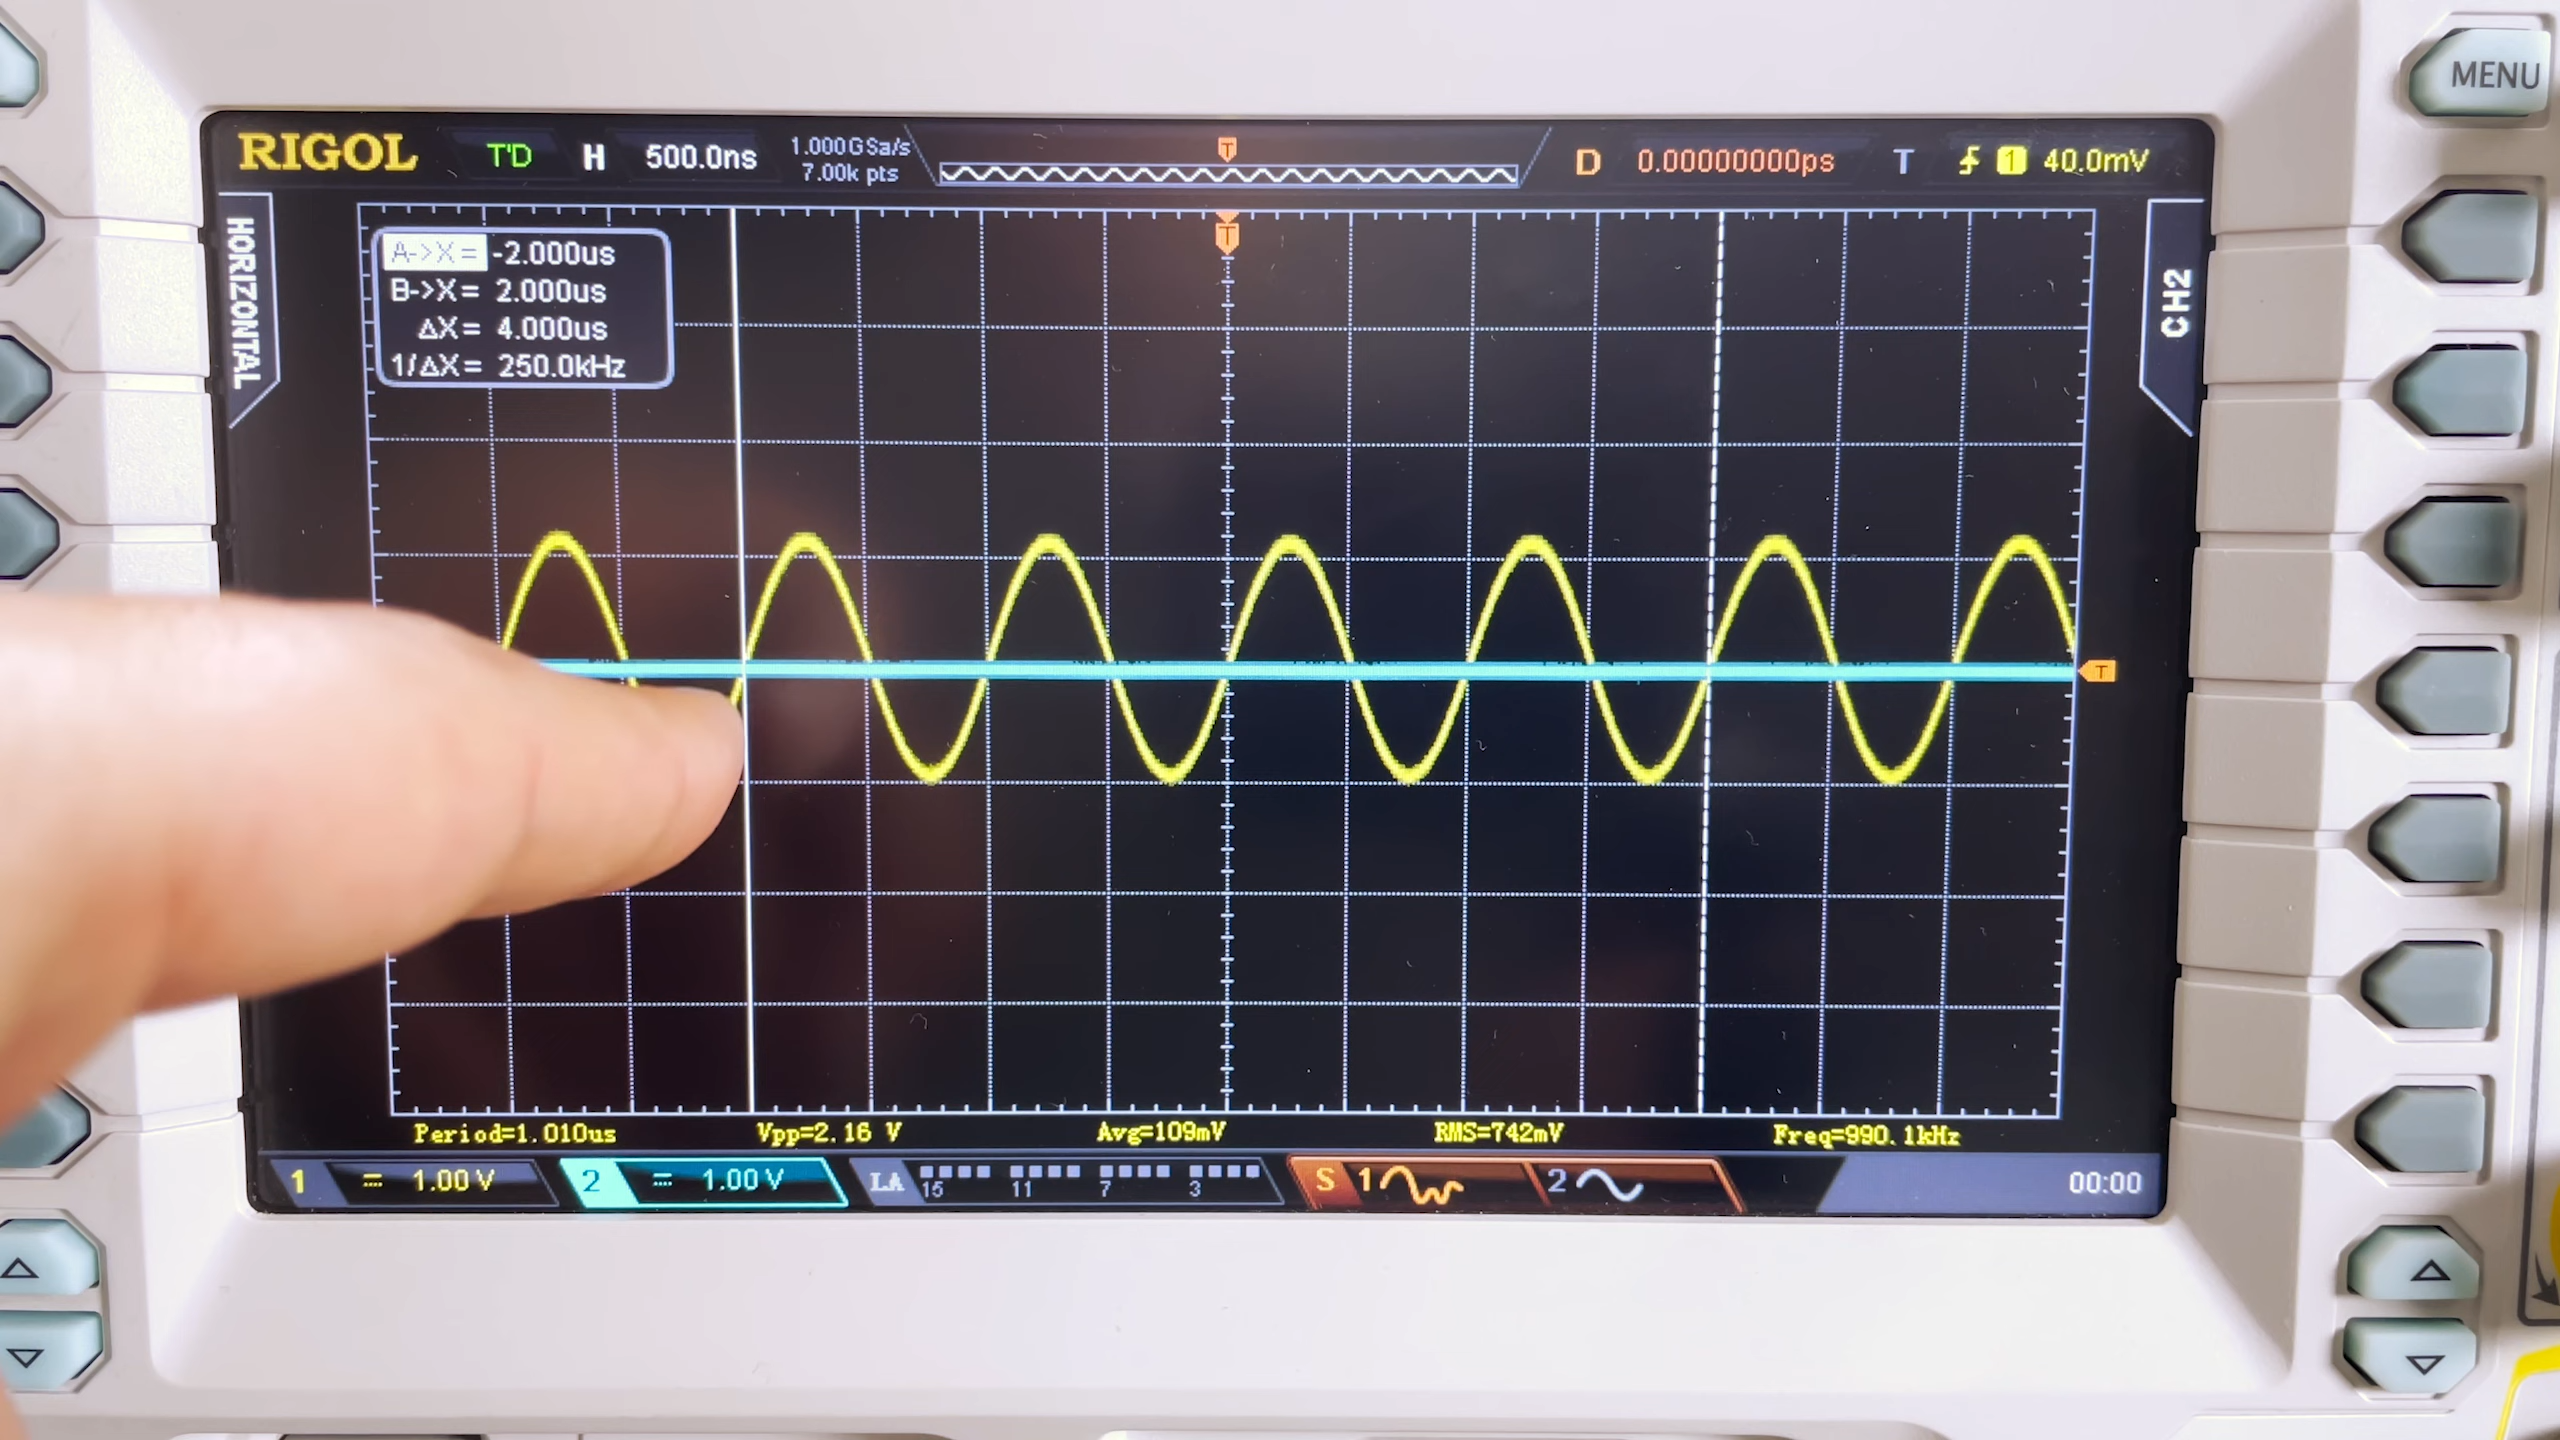 MENU
RIGOL T'D H 500.0ns 1.000GSa/s 7.00k pts T D 0.00000000ps T 1 40.0mV
HORIZONTAL
CH2
T
A->X= -2.000us
B->X= 2.000us
ΔX= 4.000us
1/ΔX= 250.0kHz
T
Period=1.010us Vpp=2.16 V Avg=109mV RMS=742mV Freq=990.1kHz
1 1.00 V 2 1.00 V LA 15 11 7 3 S 1 2 00:00